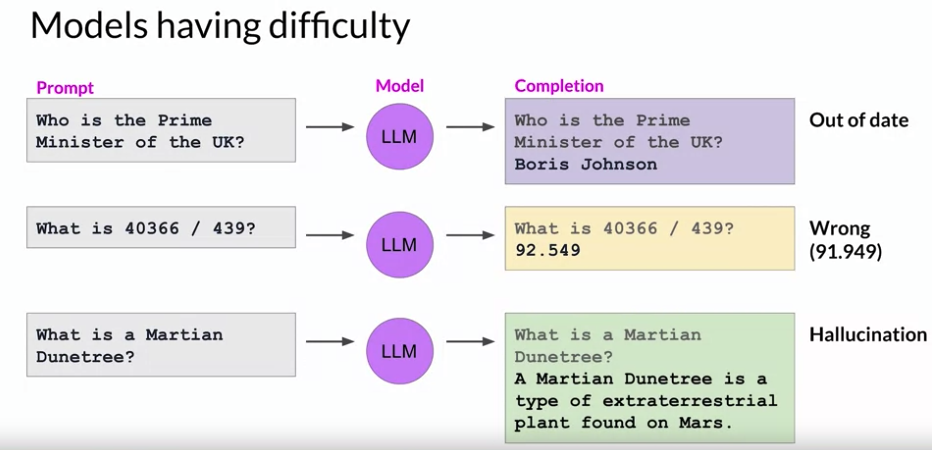 Models having difficulty
Prompt
Model
Completion
Who is the Prime
Minister of the UK?
LLM
Who is the Prime
Minister of the UK?
Boris Johnson
Out of date
What is 40366 / 439?
LLM
What is 40366 / 439?
92.549
Wrong
(91.949)
What is a Martian
Dunetree?
LLM
What is a Martian
Dunetree?
A Martian Dunetree is a
type of extraterrestrial
plant found on Mars.
Hallucination